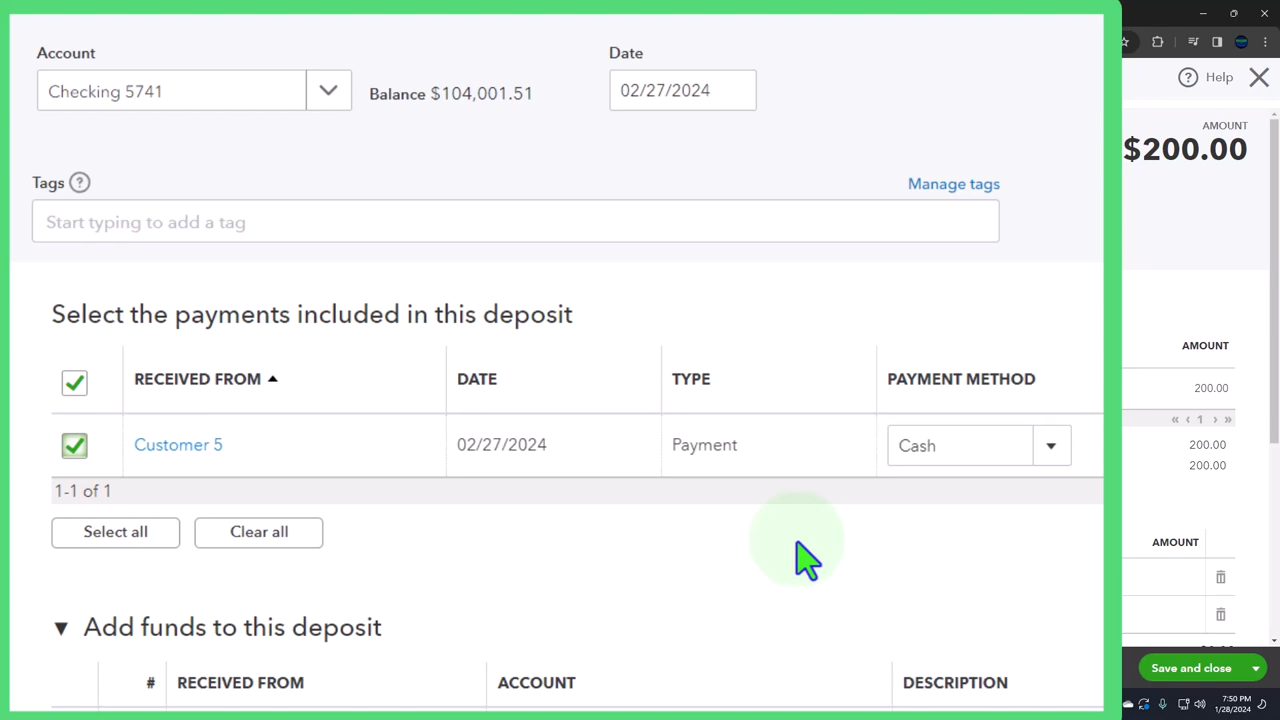 Account
Date
Help
Checking 5741
Balance $104,001.51
02/27/2024
AMOUNT
$200.00
Tags
Manage tags
Start typing to add a tag
Select the payments included in this deposit
AMOUNT
RECEIVED FROM
DATE
TYPE
PAYMENT METHOD
200.00
Customer 5
02/27/2024
Payment
Cash
« ‹ 1 › »
200.00
200.00
1-1 of 1
Select all
Clear all
AMOUNT
Add funds to this deposit
#
RECEIVED FROM
ACCOUNT
DESCRIPTION
Save and close
7:50 PM
1/28/2024